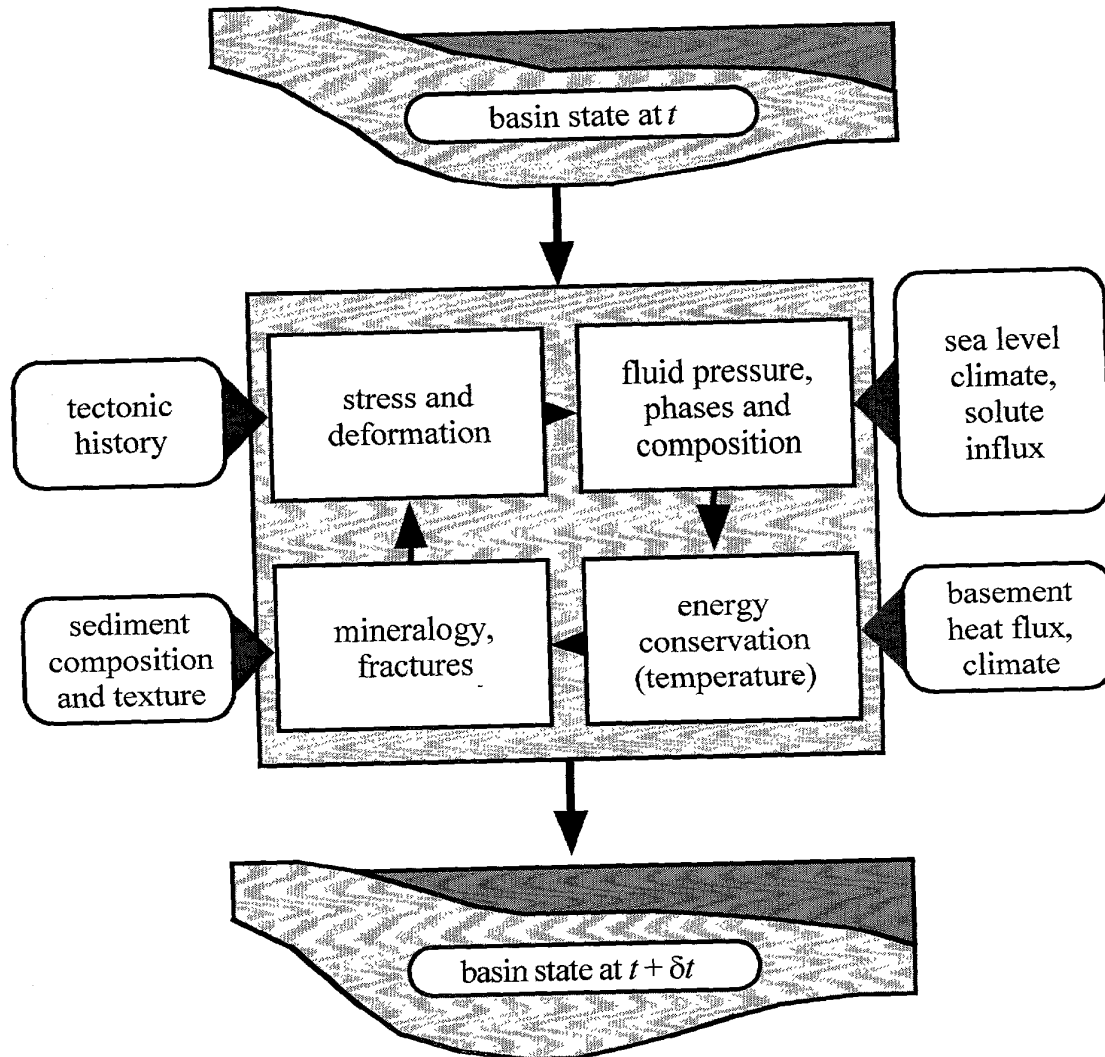 basin state at t
tectonic
history
stress and
deformation
fluid pressure,
phases and
composition
sea level
climate,
solute
influx
sediment
composition
and texture
mineralogy,
fractures
energy
conservation
(temperature)
basement
heat flux,
climate
basin state at t + δt